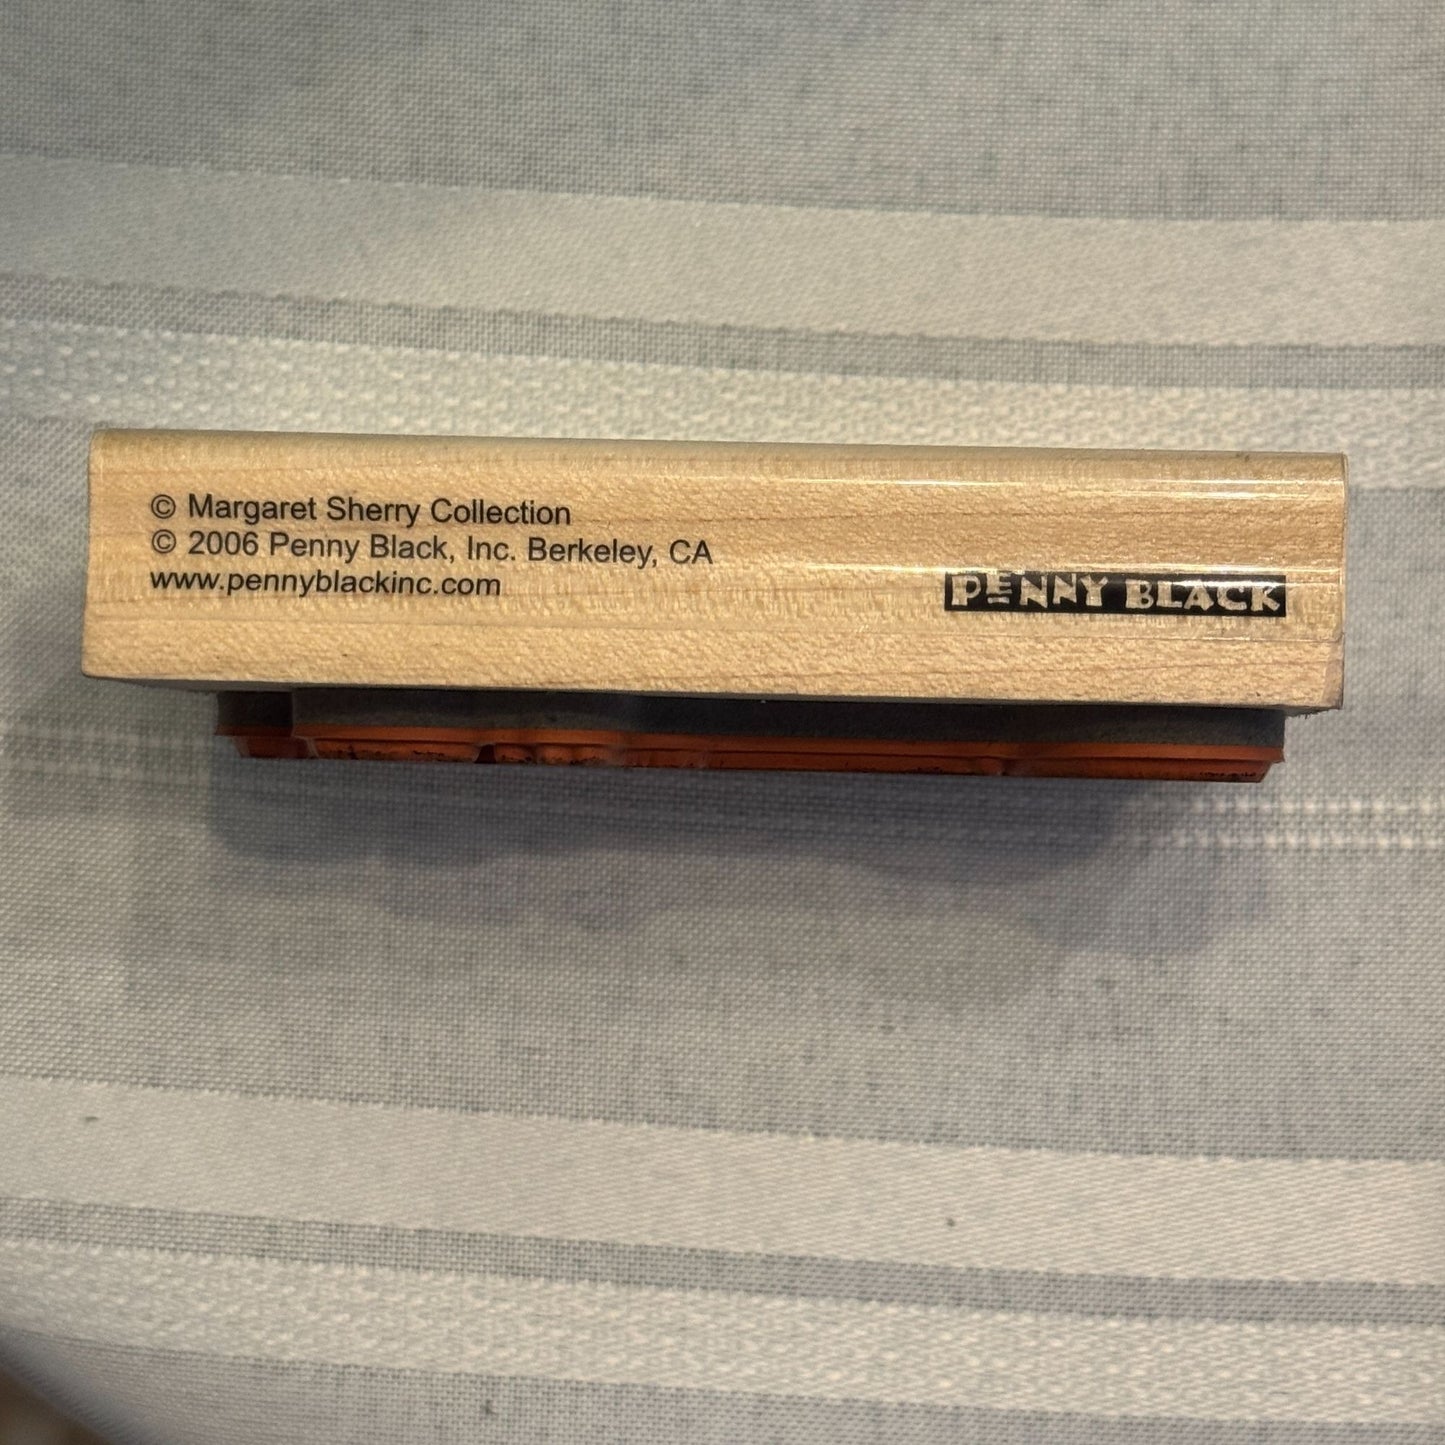 © Margaret Sherry Collection
© 2006 Penny Black, Inc. Berkeley, CA
www.pennyblackinc.com
PENNY BLACK